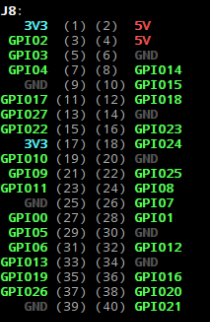 J8:
3V3 (1) (2) 5V
GPIO2 (3) (4) 5V
GPIO3 (5) (6) GND
GPIO4 (7) (8) GPIO14
GND (9) (10) GPIO15
GPIO17 (11) (12) GPIO18
GPIO27 (13) (14) GND
GPIO22 (15) (16) GPIO23
3V3 (17) (18) GPIO24
GPIO10 (19) (20) GND
GPIO9 (21) (22) GPIO25
GPIO11 (23) (24) GPIO8
GND (25) (26) GPIO7
GPIO0 (27) (28) GPIO1
GPIO5 (29) (30) GND
GPIO6 (31) (32) GPIO12
GPIO13 (33) (34) GND
GPIO19 (35) (36) GPIO16
GPIO26 (37) (38) GPIO20
GND (39) (40) GPIO21